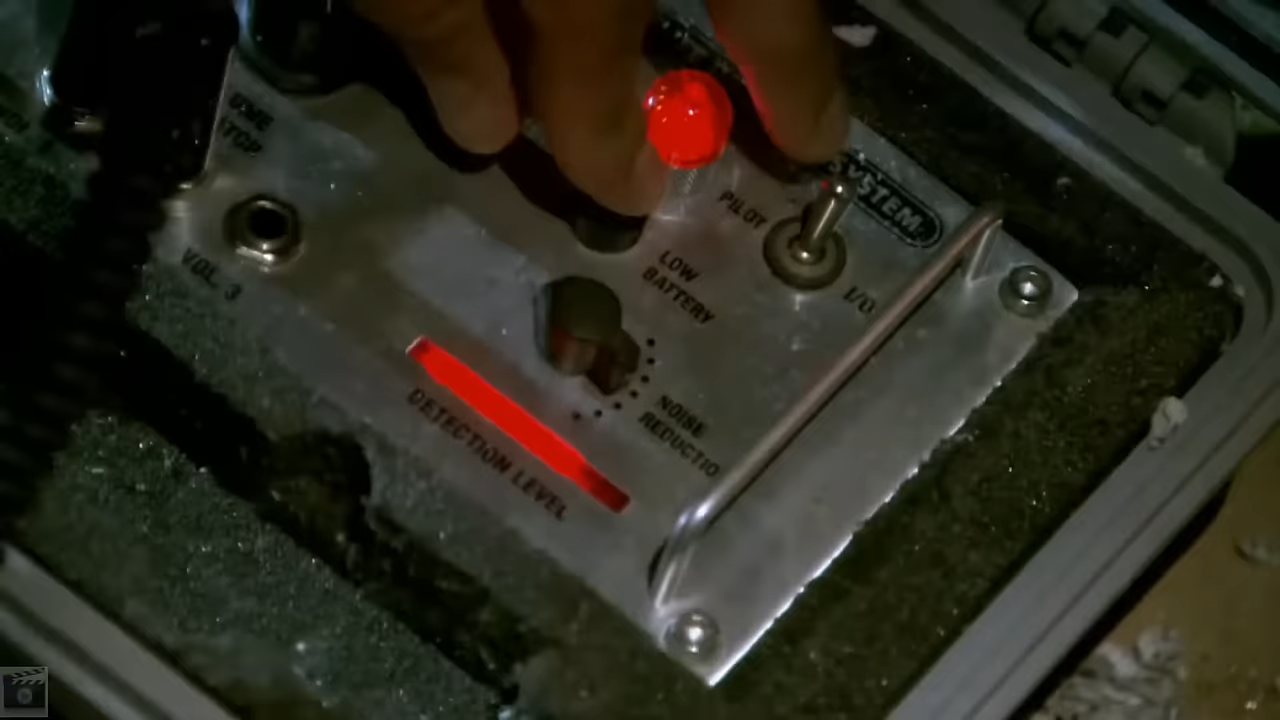 SYSTEM
PILOT
I/O
LOW
BATTERY
VOL. 3
NOISE
REDUCTIO
DETECTION LEVEL